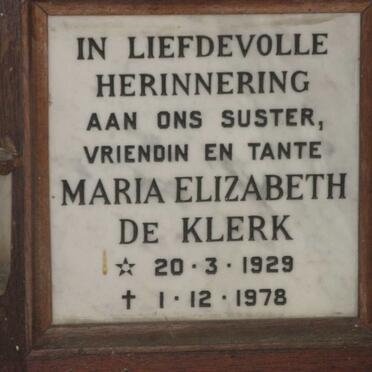 IN LIEFDEVOLLE
HERINNERING
AAN ONS SUSTER,
VRIENDIN EN TANTE
MARIA ELIZABETH
DE KLERK
☆ 20·3·1929
✝ 1·12·1978